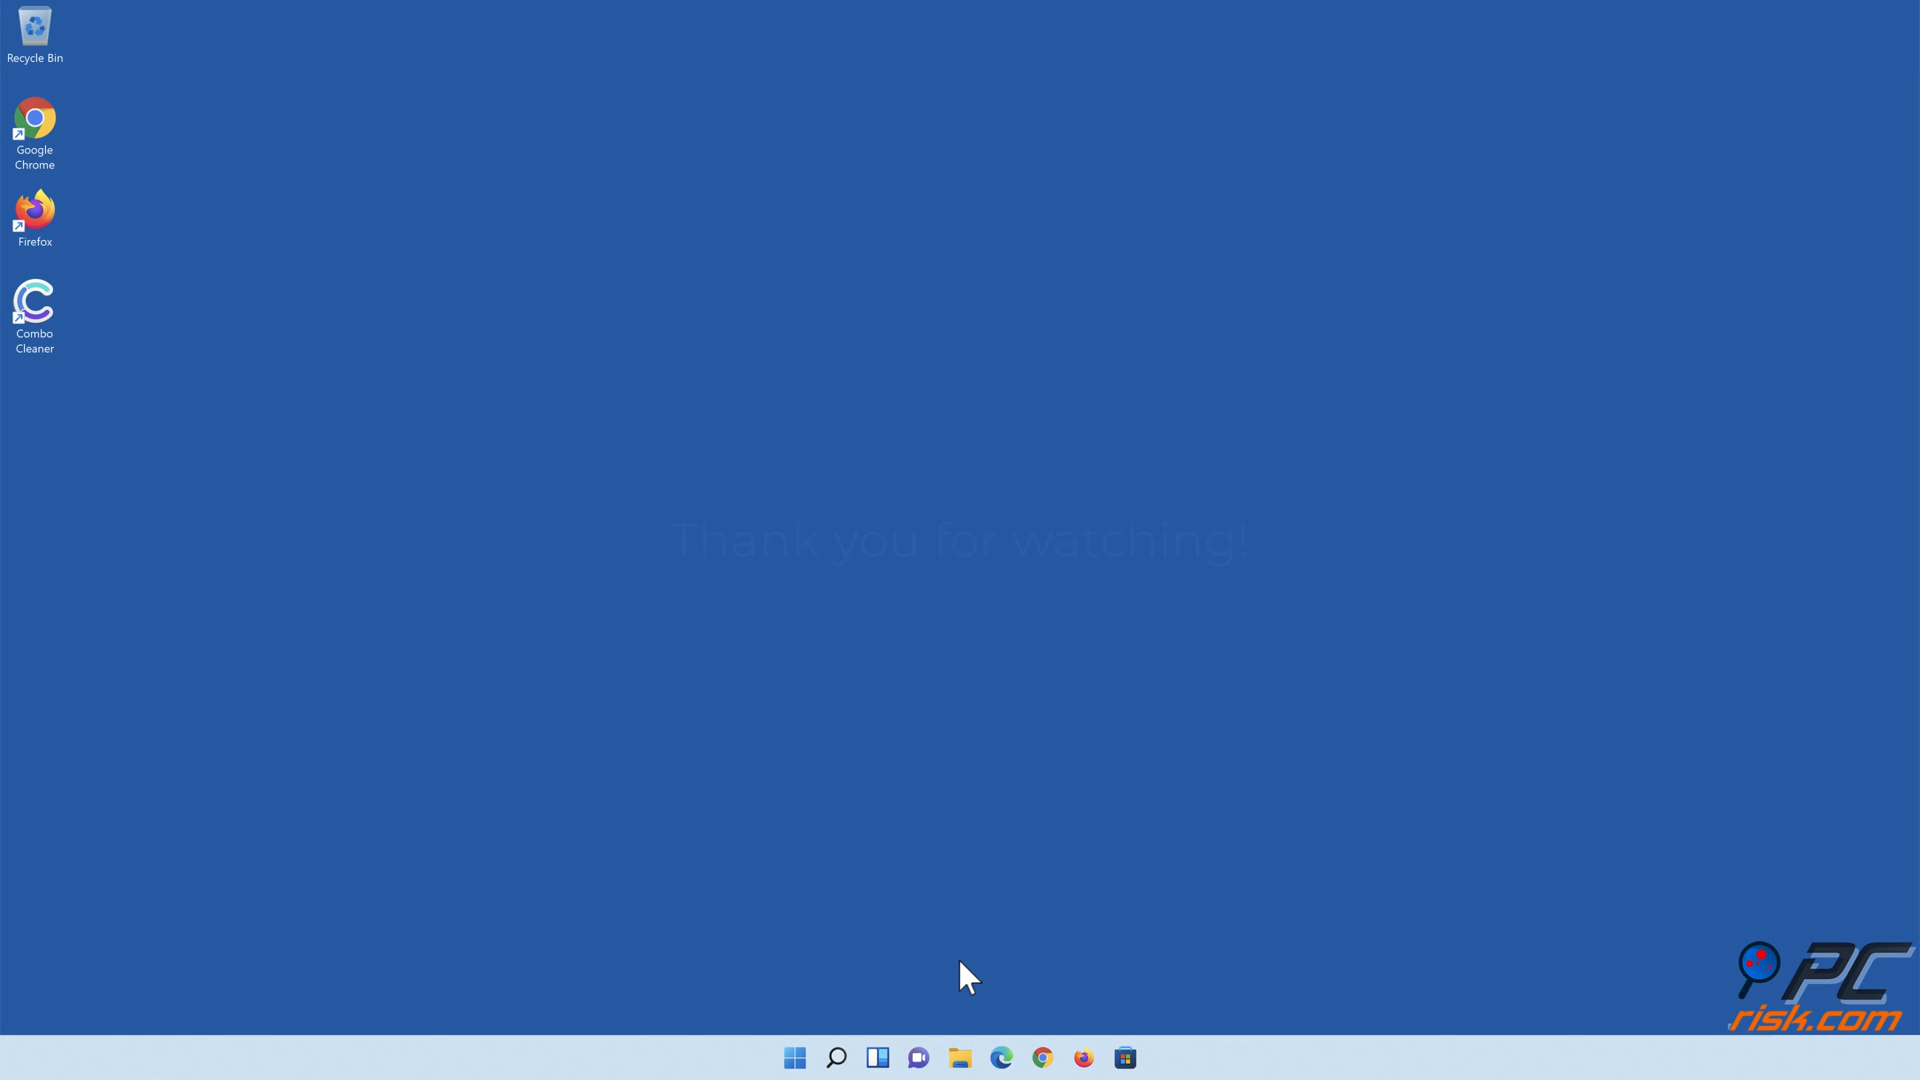 Recycle Bin
Google
Chrome
Firefox
Combo
Cleaner
Thank you for watching!
PC
risk.com